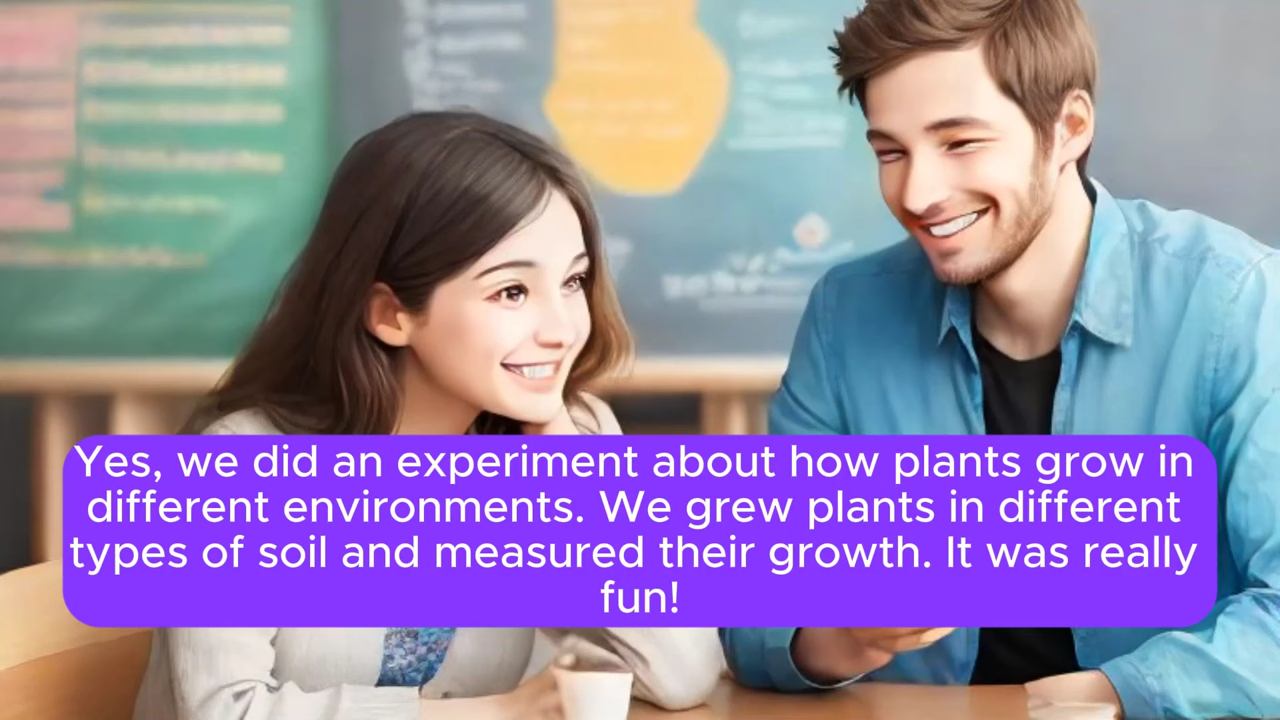 Yes, we did an experiment about how plants grow in
different environments. We grew plants in different
types of soil and measured their growth. It was really
fun!